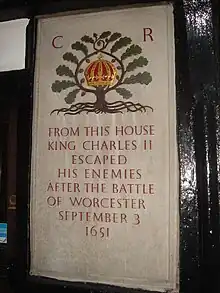 C R
FROM THIS HOUSE
KING CHARLES II
ESCAPED
HIS ENEMIES
AFTER THE BATTLE
OF WORCESTER
SEPTEMBER 3
1651